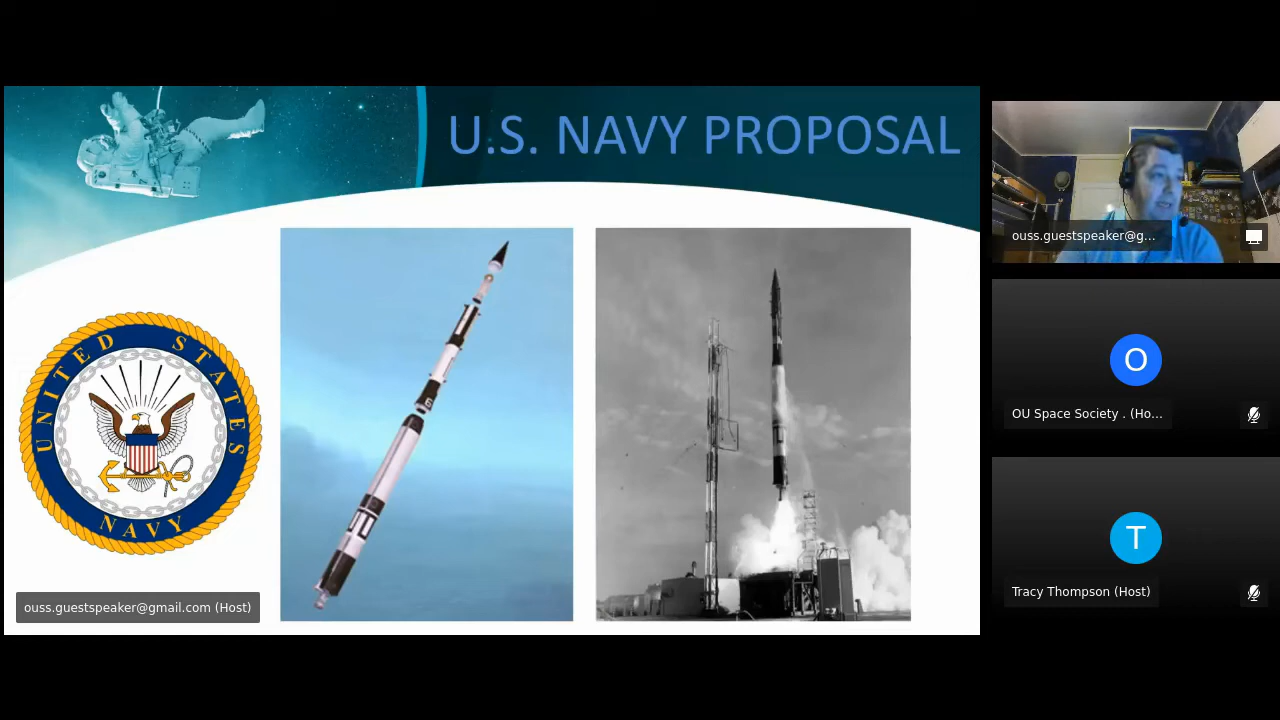 U.S. NAVY PROPOSAL
UNITED STATES
NAVY
ouss.guestspeaker@gmail.com (Host)
ouss.guestspeaker@g...
O
OU Space Society . (Ho...
T
Tracy Thompson (Host)